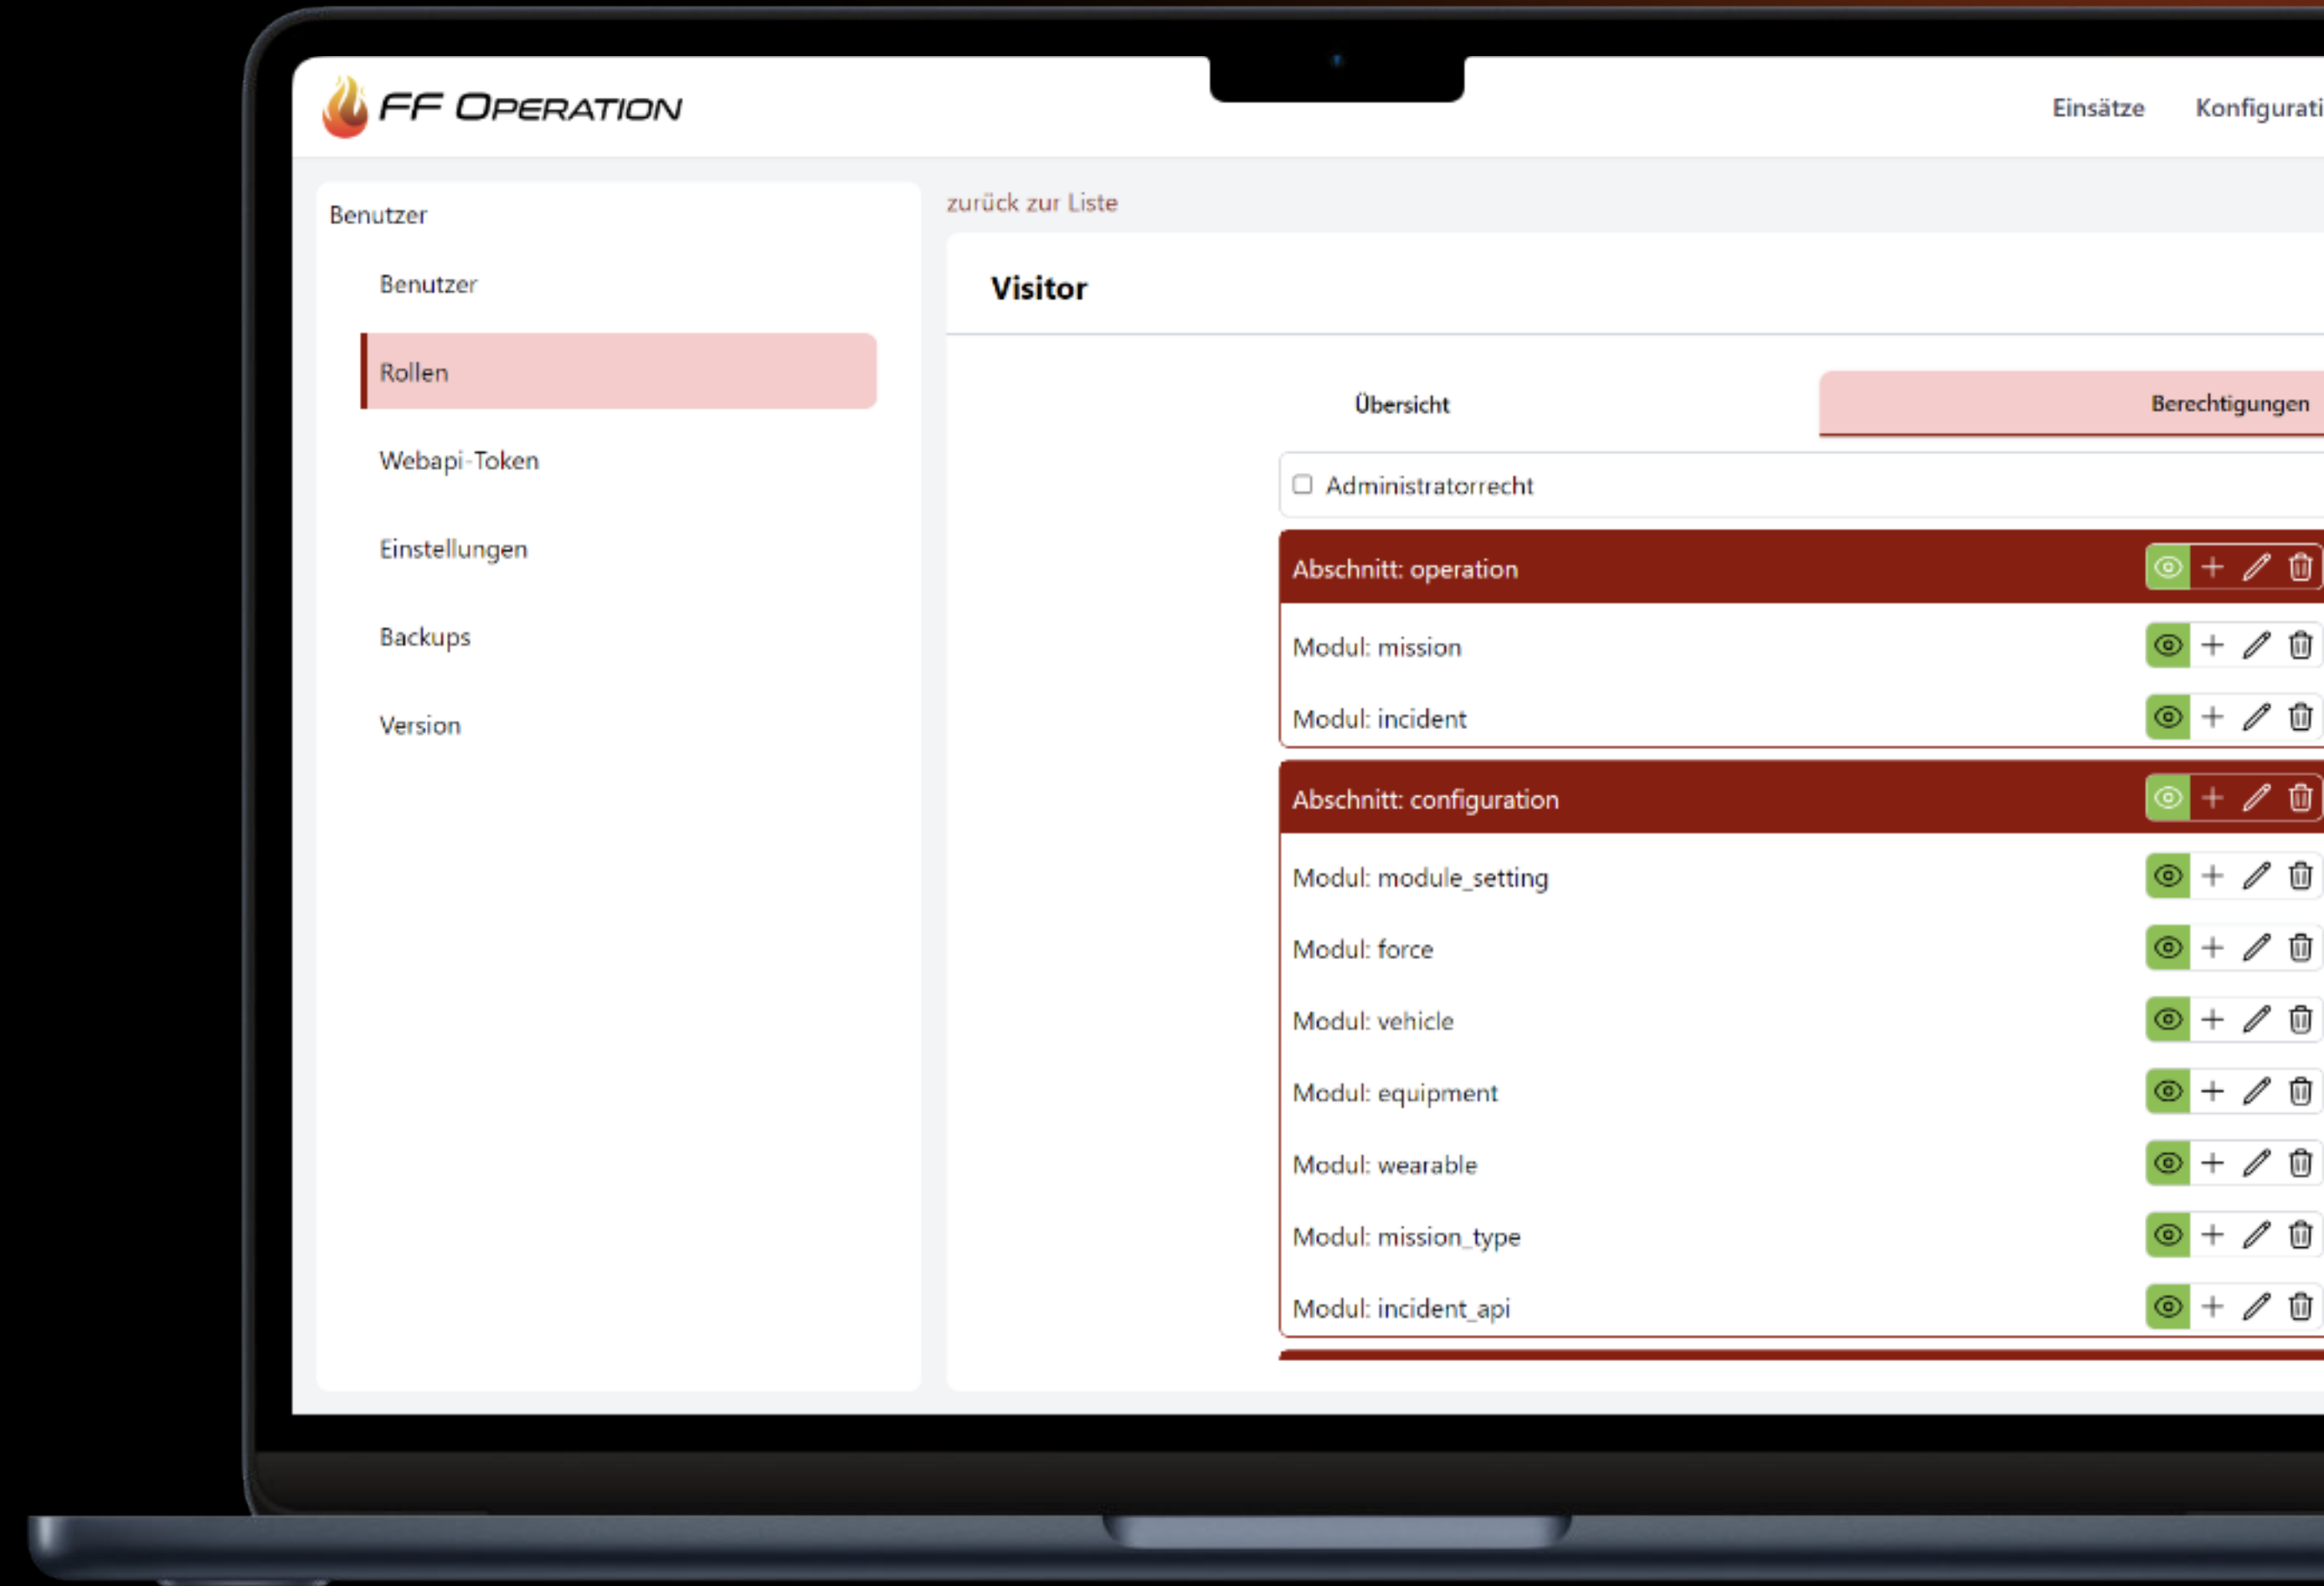 FF OPERATION
Einsätze Konfigurati
Benutzer
Benutzer
Rollen
Webapi-Token
Einstellungen
Backups
Version
zurück zur Liste
Visitor
Übersicht Berechtigungen
Administratorrecht
Abschnitt: operation
Modul: mission
Modul: incident
Abschnitt: configuration
Modul: module_setting
Modul: force
Modul: vehicle
Modul: equipment
Modul: wearable
Modul: mission_type
Modul: incident_api